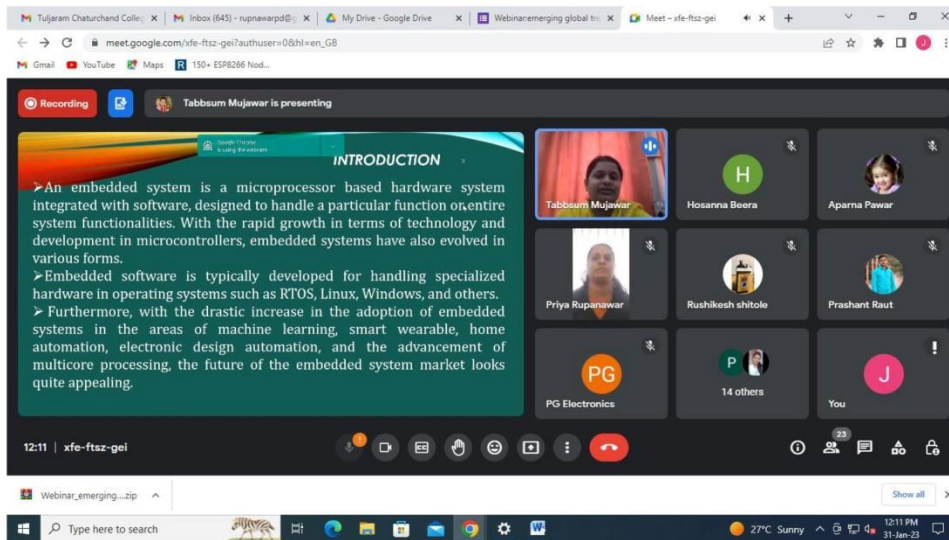 Tuljaram Chaturchand Colleg
Inbox (645) - rupnawarpd@g
My Drive - Google Drive
Webinar:emerging global tre
Meet – xfe-ftsz-gei
meet.google.com/xfe-ftsz-gei?authuser=0&hl=en_GB
J
Gmail
YouTube
Maps
R 150+ ESP8266 Nod...
Recording
Tabbsum Mujawar is presenting
Google Chrome
is using the webcam
INTRODUCTION
➢An embedded system is a microprocessor based hardware system
integrated with software, designed to handle a particular function or entire
system functionalities. With the rapid growth in terms of technology and
development in microcontrollers, embedded systems have also evolved in
various forms.
➢Embedded software is typically developed for handling specialized
hardware in operating systems such as RTOS, Linux, Windows, and others.
➢ Furthermore, with the drastic increase in the adoption of embedded
systems in the areas of machine learning, smart wearable, home
automation, electronic design automation, and the advancement of
multicore processing, the future of the embedded system market looks
quite appealing.
Tabbsum Mujawar
H
Hosanna Beera
Aparna Pawar
Priya Rupanawar
Rushikesh shitole
Prashant Raut
PG
PG Electronics
P
14 others
J
You
12:11 | xfe-ftsz-gei
CC
23
Webinar_emerging....zip
Show all
Type here to search
W
27°C Sunny
12:11 PM
31-Jan-23